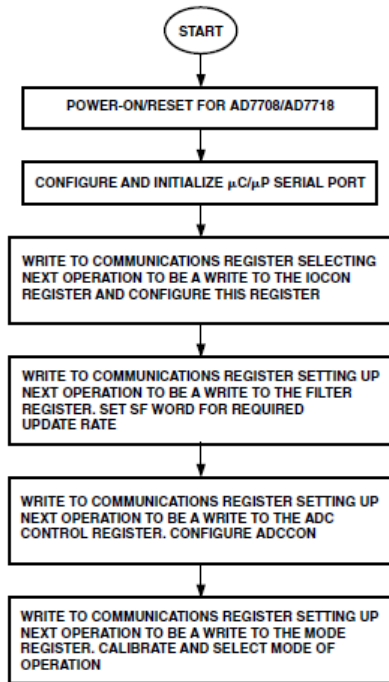 START
POWER-ON/RESET FOR AD7708/AD7718
CONFIGURE AND INITIALIZE μC/μP SERIAL PORT
WRITE TO COMMUNICATIONS REGISTER SELECTING
NEXT OPERATION TO BE A WRITE TO THE IOCON
REGISTER AND CONFIGURE THIS REGISTER
WRITE TO COMMUNICATIONS REGISTER SETTING UP
NEXT OPERATION TO BE A WRITE TO THE FILTER
REGISTER. SET SF WORD FOR REQUIRED
UPDATE RATE
WRITE TO COMMUNICATIONS REGISTER SETTING UP
NEXT OPERATION TO BE A WRITE TO THE ADC
CONTROL REGISTER. CONFIGURE ADCCON
WRITE TO COMMUNICATIONS REGISTER SETTING UP
NEXT OPERATION TO BE A WRITE TO THE MODE
REGISTER. CALIBRATE AND SELECT MODE OF
OPERATION